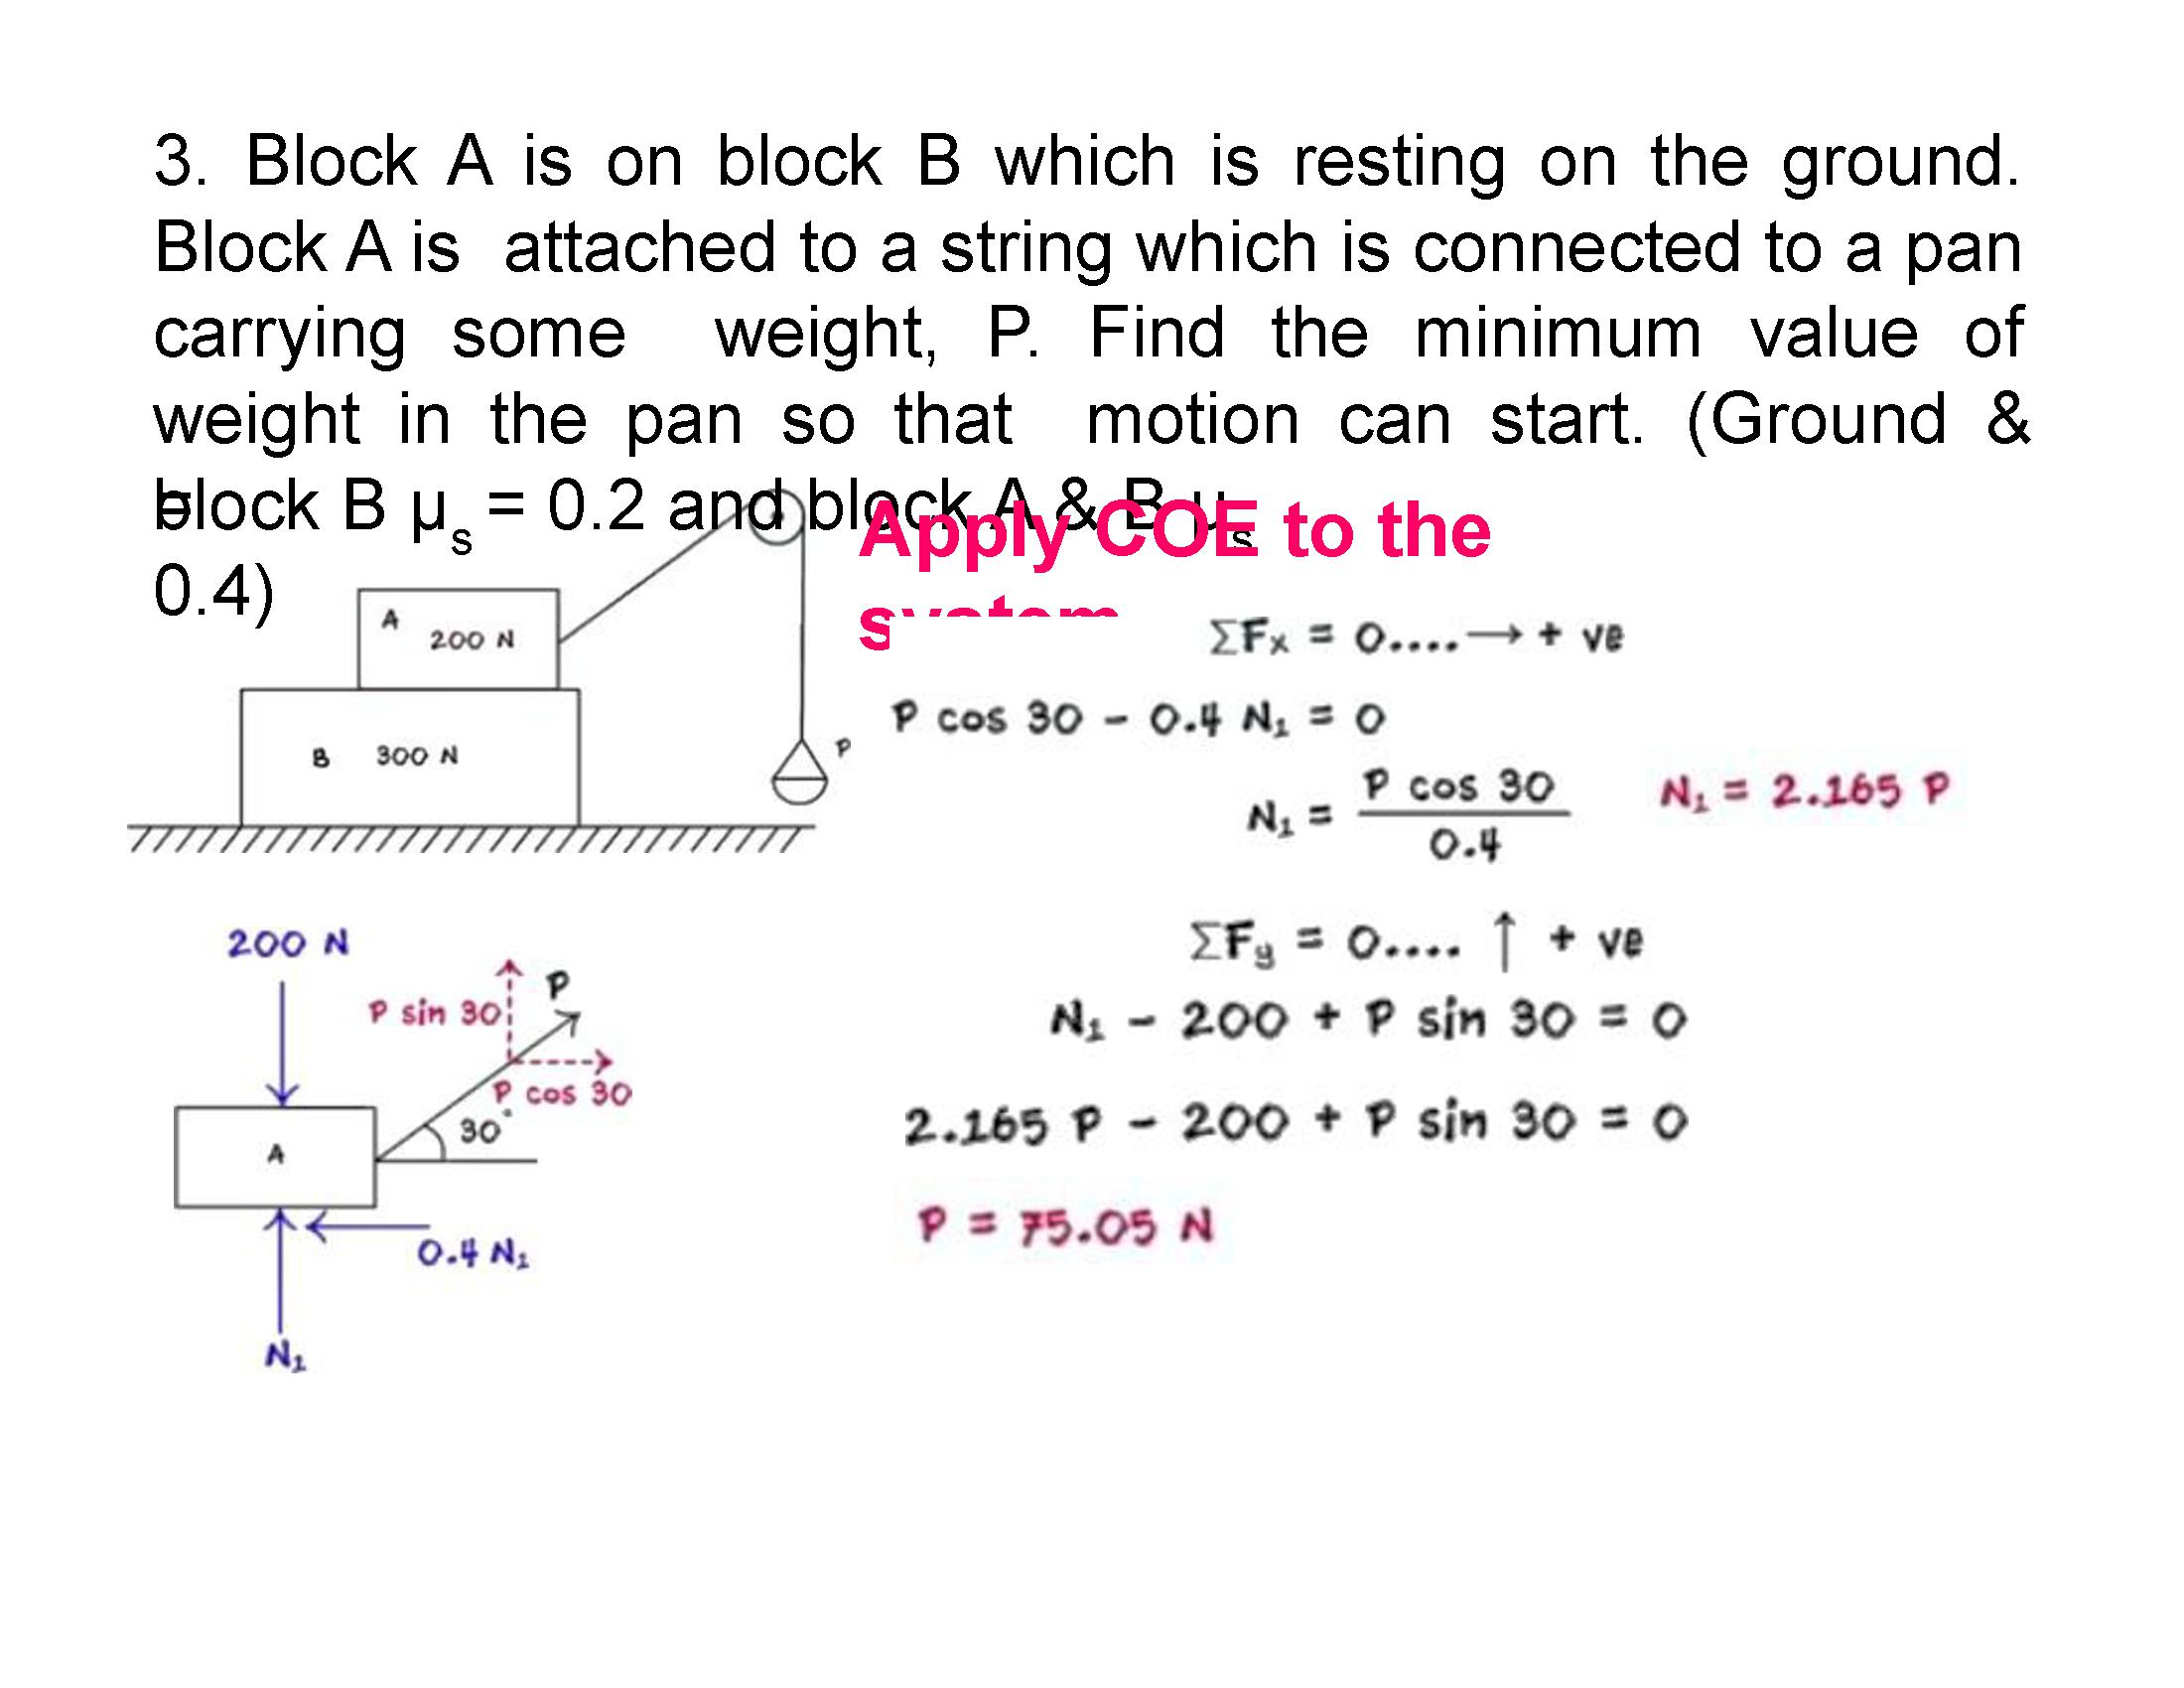 3. Block A is on block B which is resting on the ground.
Block A is attached to a string which is connected to a pan
carrying some weight, P. Find the minimum value of
weight in the pan so that motion can start. (Ground &
block B μs = 0.2 and block A & B μs
=
0.4)
Apply COE to the
system
A 200 N
B 300 N
P
ΣFx = 0....→ + ve
P cos 30 - 0.4 N1 = 0
N1 = P cos 30 / 0.4
N1 = 2.165 P
ΣFy = 0.... ↑ + ve
N1 - 200 + P sin 30 = 0
2.165 P - 200 + P sin 30 = 0
P = 75.05 N
200 N
P sin 30
P
P cos 30
30°
A
0.4 N1
N1